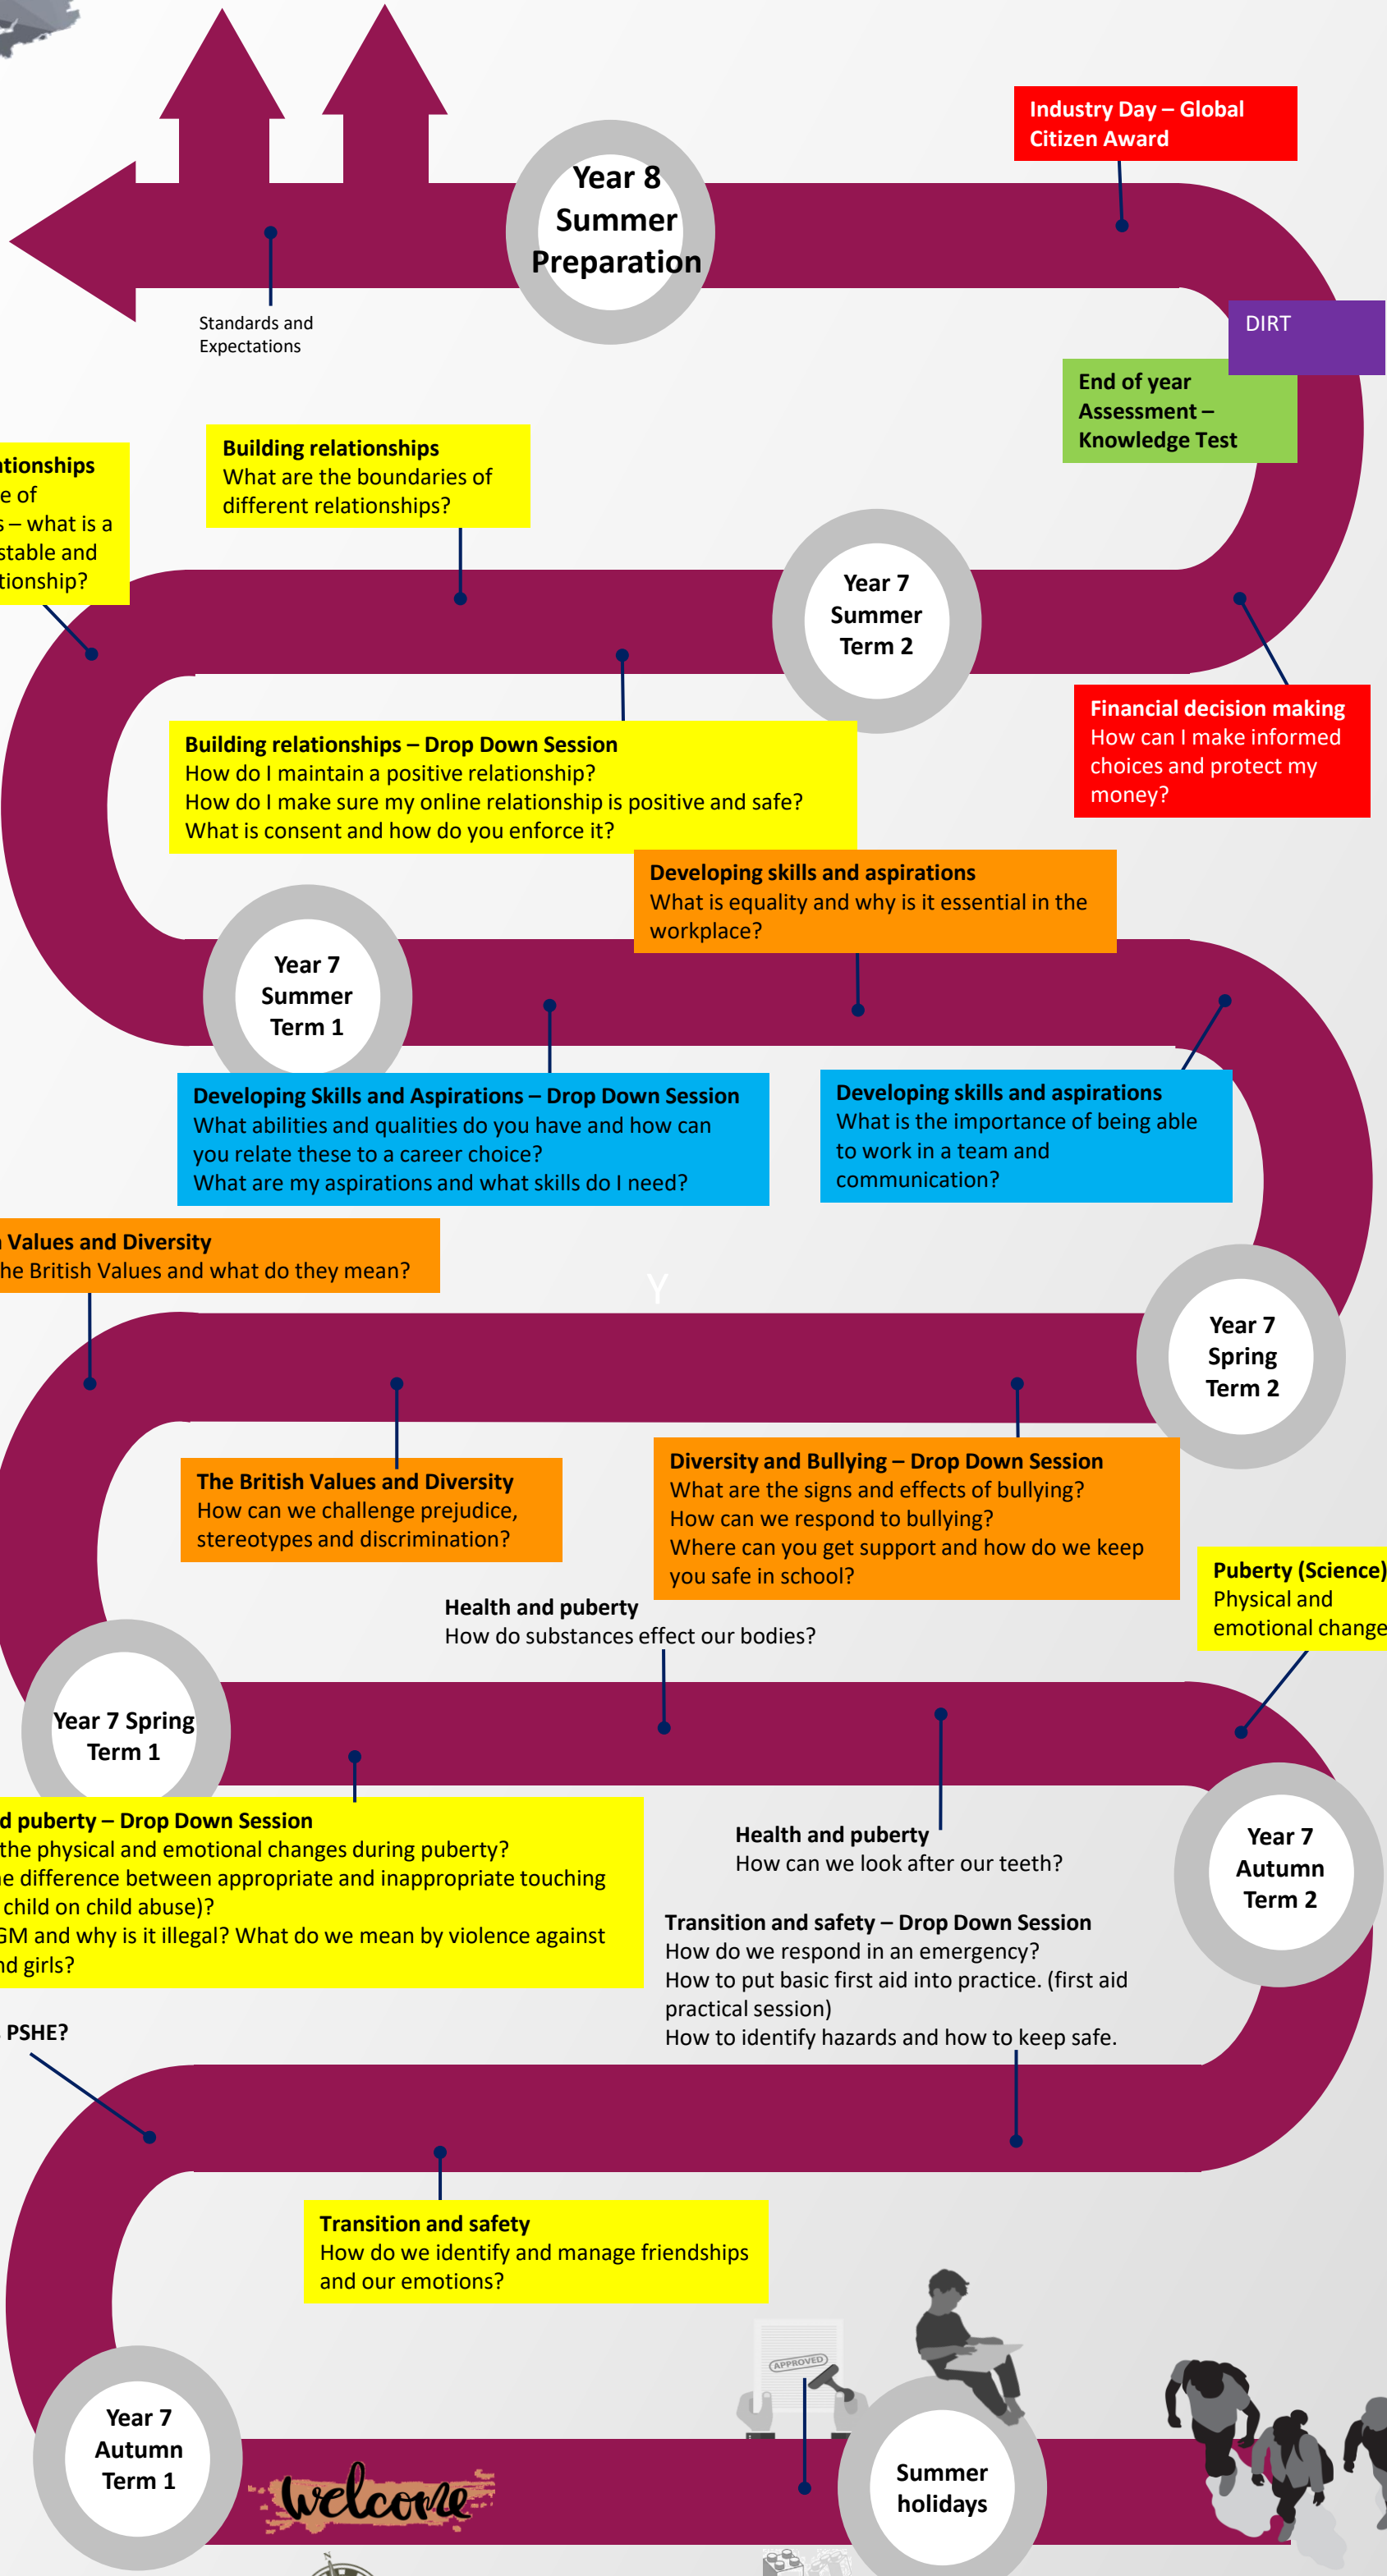 Industry Day – Global
Citizen Award
Year 8
Summer
Preparation
DIRT
Standards and
Expectations
End of year
Assessment –
Knowledge Test
Building relationships
What are the boundaries of
different relationships?
tionships
e of
s – what is a
stable and
tionship?
Year 7
Summer
Term 2
Financial decision making
How can I make informed
choices and protect my
money?
Building relationships – Drop Down Session
How do I maintain a positive relationship?
How do I make sure my online relationship is positive and safe?
What is consent and how do you enforce it?
Developing skills and aspirations
What is equality and why is it essential in the
workplace?
Year 7
Summer
Term 1
Developing Skills and Aspirations – Drop Down Session
What abilities and qualities do you have and how can
you relate these to a career choice?
What are my aspirations and what skills do I need?
Developing skills and aspirations
What is the importance of being able
to work in a team and
communication?
Values and Diversity
he British Values and what do they mean?
Y
Year 7
Spring
Term 2
The British Values and Diversity
How can we challenge prejudice,
stereotypes and discrimination?
Diversity and Bullying – Drop Down Session
What are the signs and effects of bullying?
How can we respond to bullying?
Where can you get support and how do we keep
you safe in school?
Puberty (Science)
Physical and
emotional change
Health and puberty
How do substances effect our bodies?
Year 7 Spring
Term 1
d puberty – Drop Down Session
the physical and emotional changes during puberty?
e difference between appropriate and inappropriate touching
child on child abuse)?
GM and why is it illegal? What do we mean by violence against
nd girls?
Health and puberty
How can we look after our teeth?
Year 7
Autumn
Term 2
Transition and safety – Drop Down Session
How do we respond in an emergency?
How to put basic first aid into practice. (first aid
practical session)
How to identify hazards and how to keep safe.
PSHE?
Transition and safety
How do we identify and manage friendships
and our emotions?
APPROVED
Year 7
Autumn
Term 1
welcome
Summer
holidays